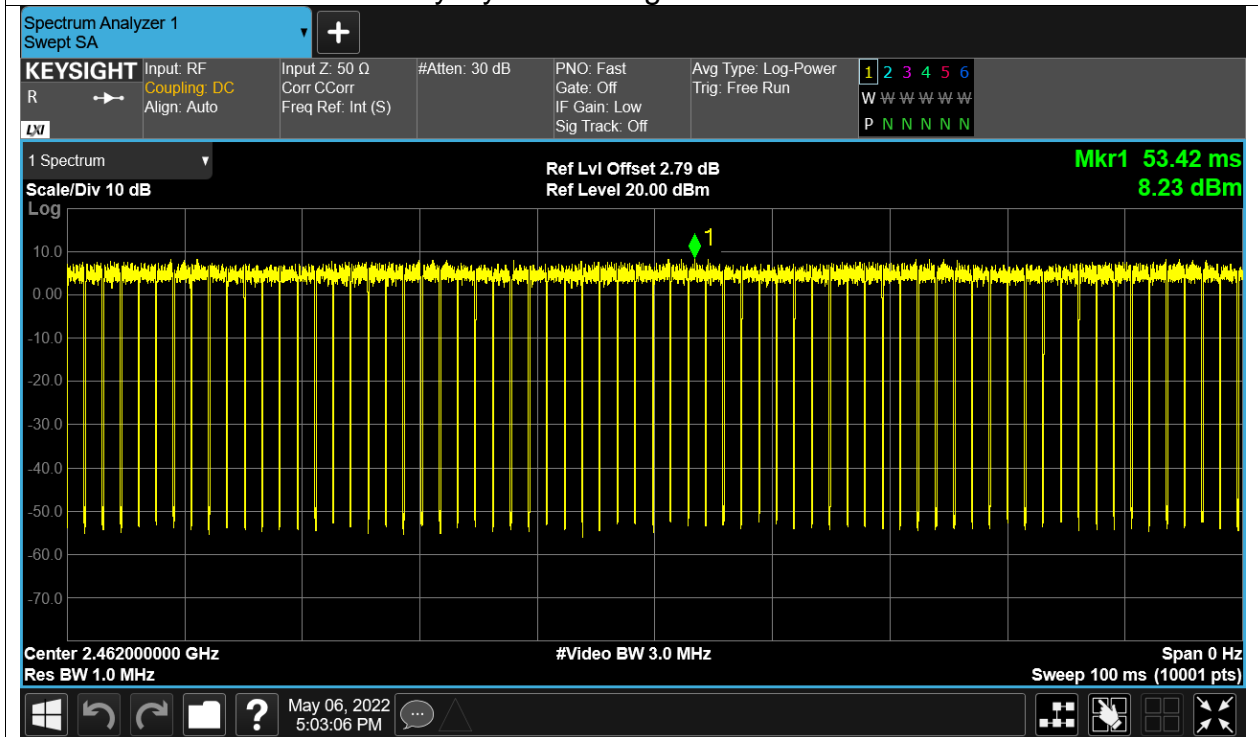 Spectrum Analyzer 1
Swept SA
+
KEYSIGHT
R
LXI
Input: RF
Coupling: DC
Align: Auto
Input Z: 50 Ω
Corr CCorr
Freq Ref: Int (S)
#Atten: 30 dB
PNO: Fast
Gate: Off
IF Gain: Low
Sig Track: Off
Avg Type: Log-Power
Trig: Free Run
1 2 3 4 5 6
W W W W W W
P N N N N N
1 Spectrum
Scale/Div 10 dB
Log
Ref Lvl Offset 2.79 dB
Ref Level 20.00 dBm
Mkr1 53.42 ms
8.23 dBm
1
10.0
0.00
-10.0
-20.0
-30.0
-40.0
-50.0
-60.0
-70.0
Center 2.462000000 GHz
Res BW 1.0 MHz
#Video BW 3.0 MHz
Span 0 Hz
Sweep 100 ms (10001 pts)
?
May 06, 2022
5:03:06 PM